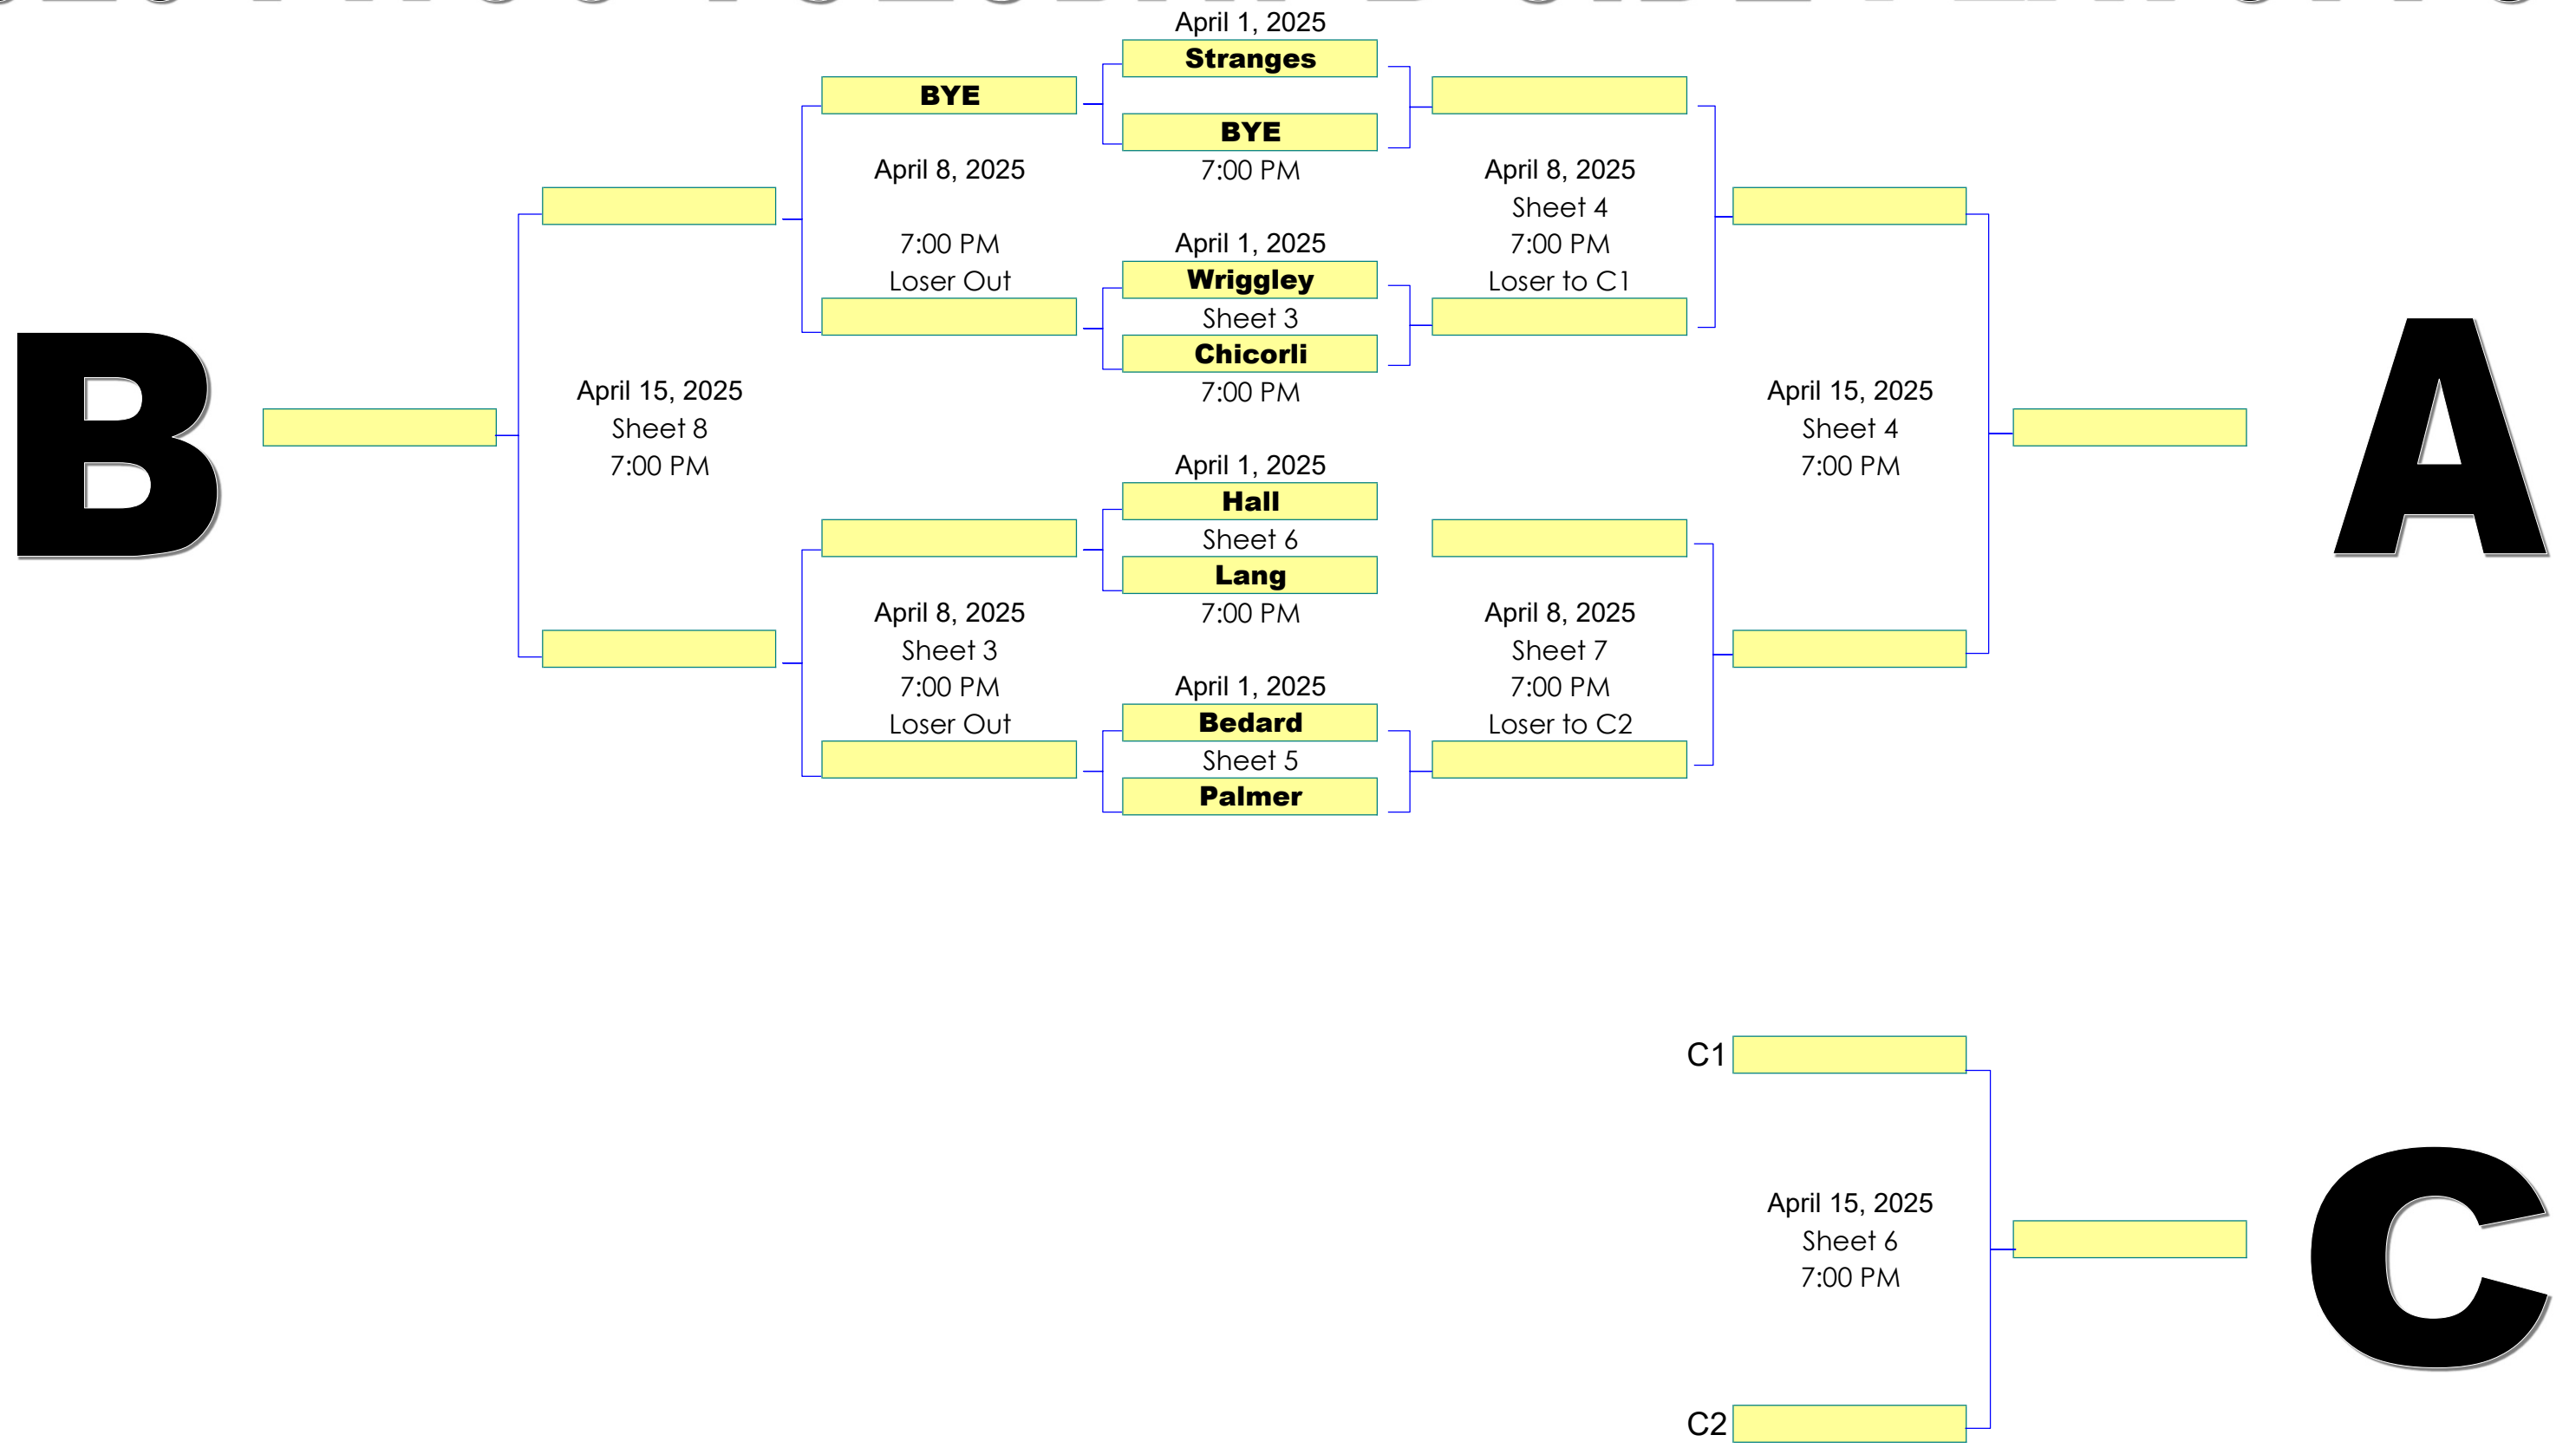 April 1, 2025
Stranges
BYE
7:00 PM
April 1, 2025
Wriggley
Sheet 3
Chicorli
7:00 PM
April 1, 2025
Hall
Sheet 6
Lang
7:00 PM
April 1, 2025
Bedard
Sheet 5
Palmer
BYE
April 8, 2025
7:00 PM
Loser Out
April 8, 2025
Sheet 3
7:00 PM
Loser Out
April 15, 2025
Sheet 8
7:00 PM
B
April 8, 2025
Sheet 4
7:00 PM
Loser to C1
April 8, 2025
Sheet 7
7:00 PM
Loser to C2
April 15, 2025
Sheet 4
7:00 PM
A
C1
April 15, 2025
Sheet 6
7:00 PM
C2
C